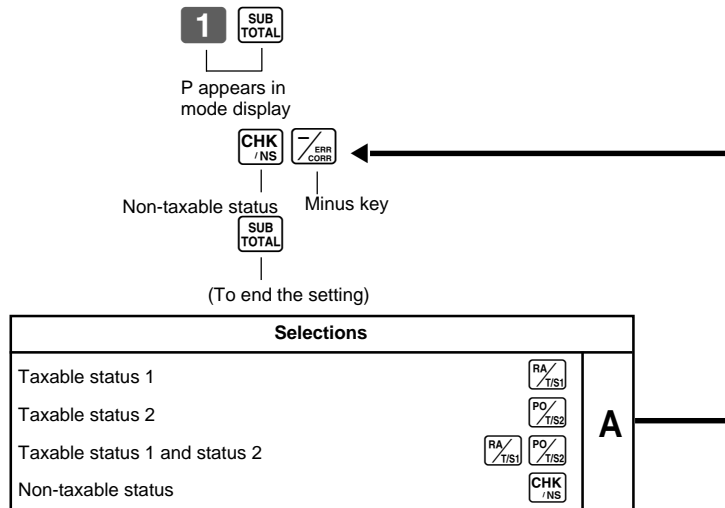 1 SUB TOTAL
P appears in
mode display
CHK /NS − / ERR CORR
Non-taxable status Minus key
SUB TOTAL
(To end the setting)
Selections
Taxable status 1 RA/ T/S1
Taxable status 2 PO/ T/S2
Taxable status 1 and status 2 RA/ T/S1 PO/ T/S2
Non-taxable status CHK /NS
A